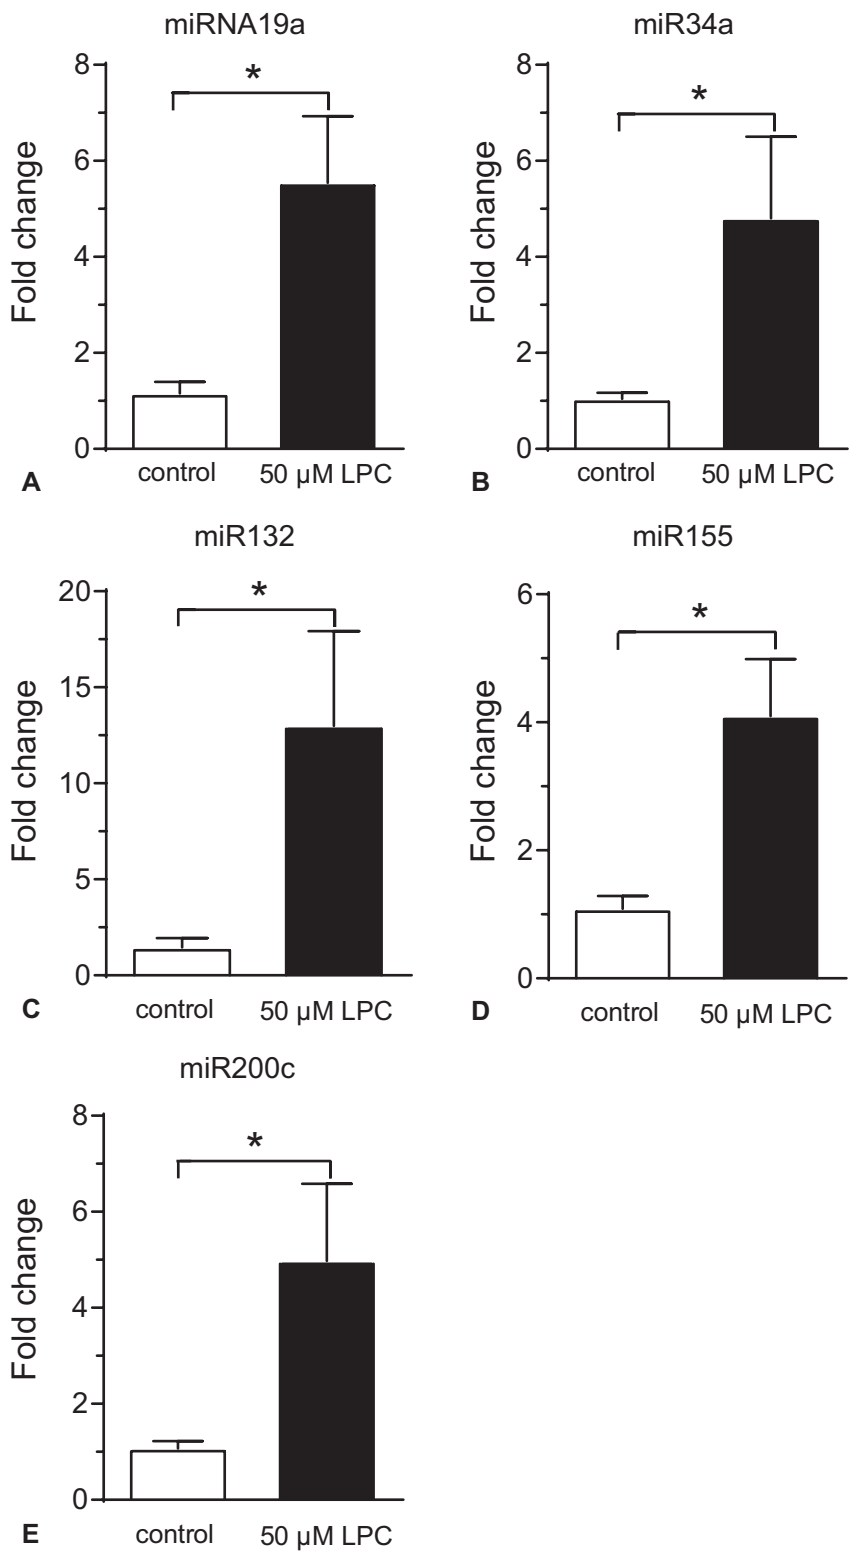 miRNA19a
*
Fold change
8
6
4
2
0
control 50 µM LPC
A
miR34a
*
Fold change
8
6
4
2
0
control 50 µM LPC
B
miR132
*
Fold change
20
15
10
5
0
control 50 µM LPC
C
miR155
*
Fold change
6
4
2
0
control 50 µM LPC
D
miR200c
*
Fold change
8
6
4
2
0
control 50 µM LPC
E